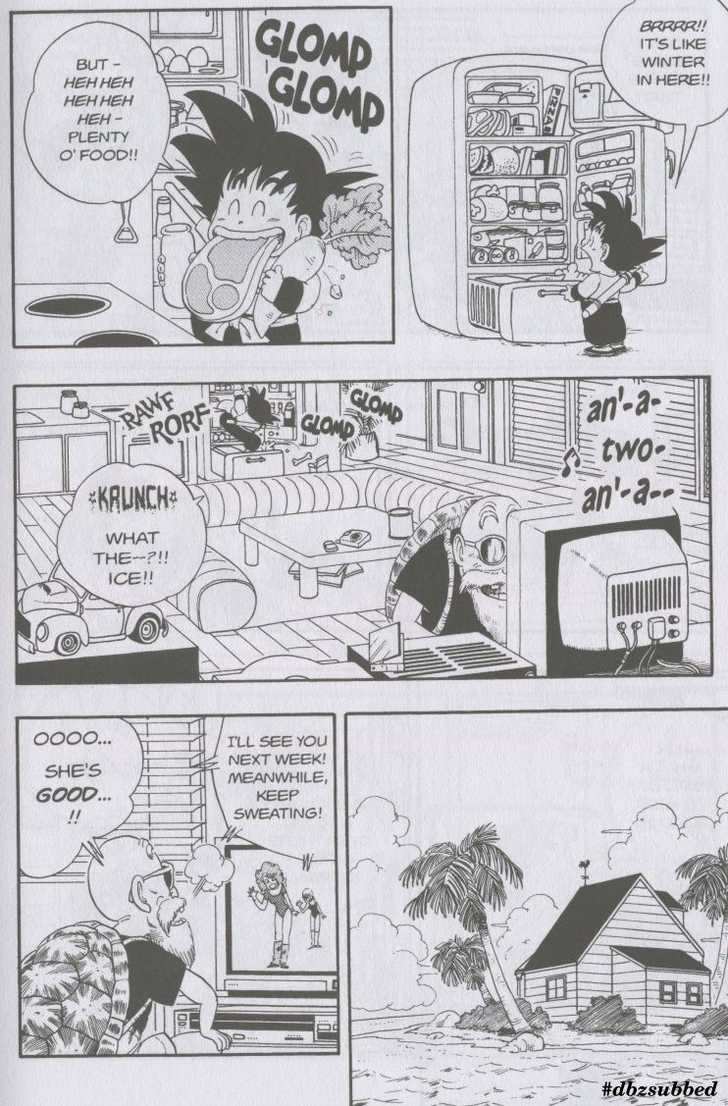 BRRRR!!
IT'S LIKE
WINTER
IN HERE!!
GLOMP
GLOMP
BUT -
HEH HEH
HEH HEH
HEH -
PLENTY
O' FOOD!!
an'-a-
two-
an'-a--
GLOMP
GLOMP
RAWF
RORF
KRUNCH
WHAT
THE--?!!
ICE!!
I'LL SEE YOU
NEXT WEEK!
MEANWHILE,
KEEP
SWEATING!
OOOO...
SHE'S
GOOD...
!!
#dbzsubbed